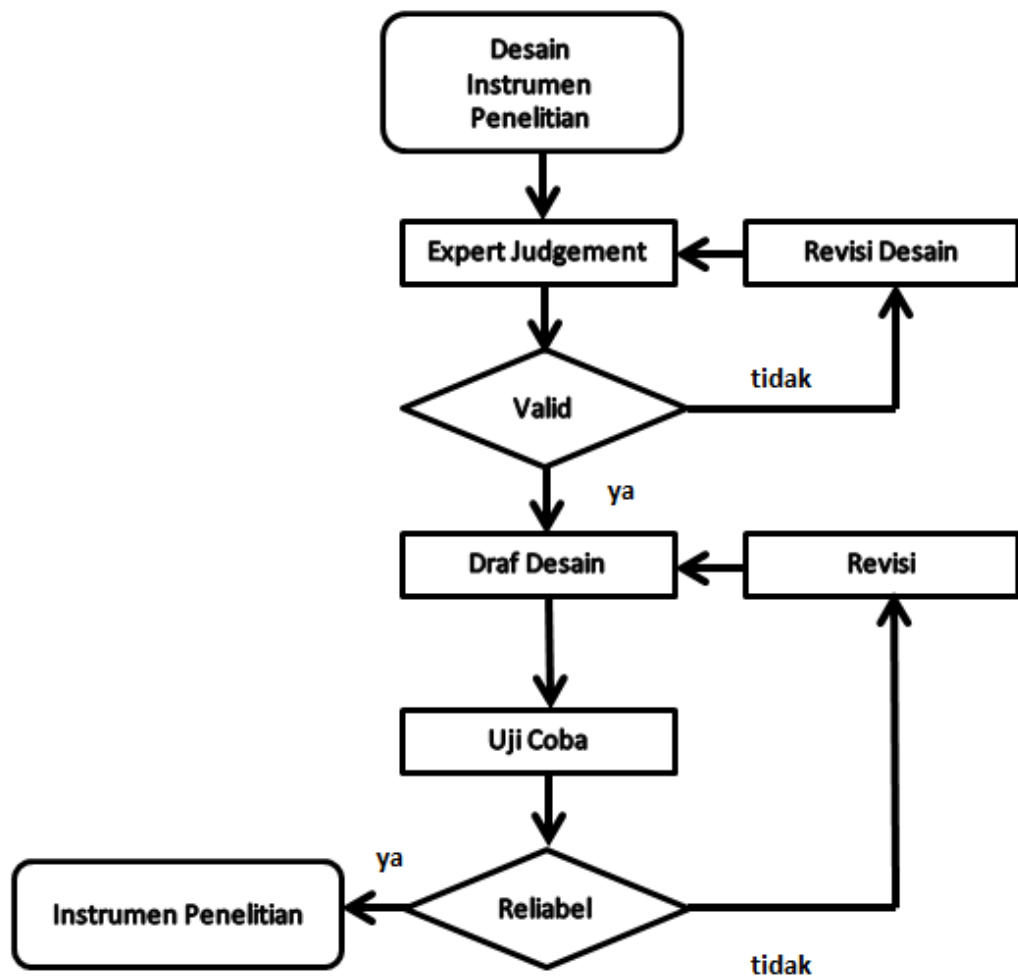 Desain
Instrumen
Penelitian
Expert Judgement
Revisi Desain
tidak
Valid
ya
Draf Desain
Revisi
Uji Coba
ya
Instrumen Penelitian
Reliabel
tidak